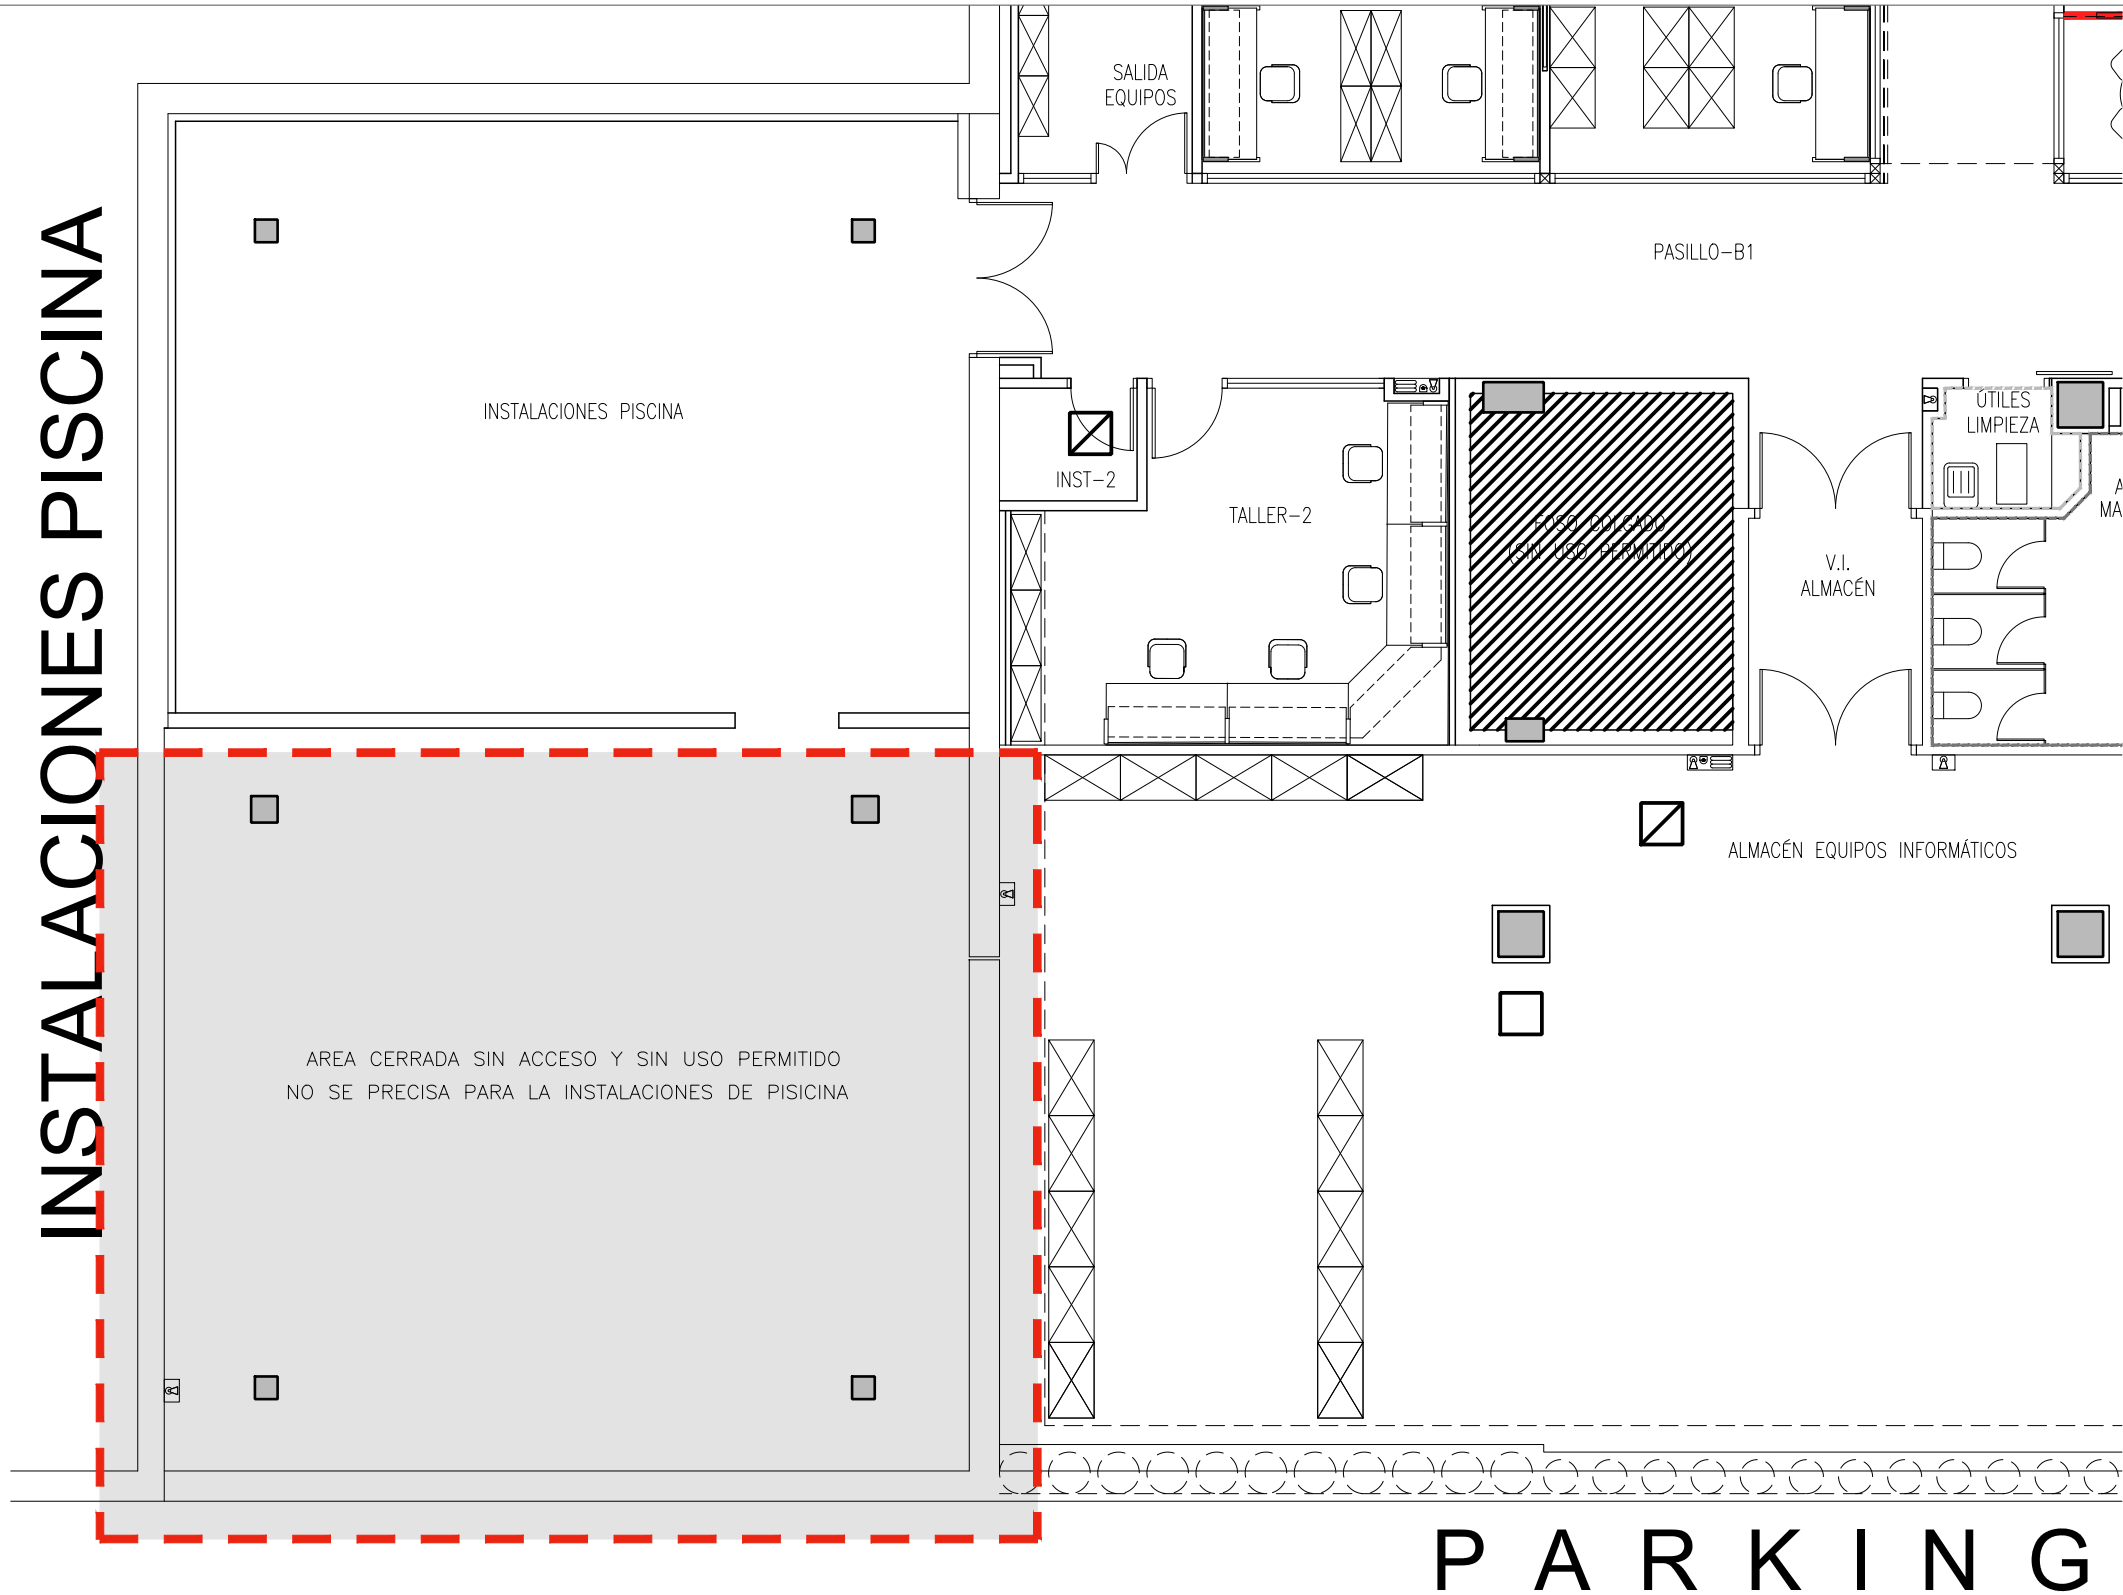 SALIDA
EQUIPOS
PASILLO-B1
INSTALACIONES PISCINA
INSTALACIONES PISCINA
INST-2
TALLER-2
FOSO COLGADO
(SIN USO PERMITIDO)
V.I.
ALMACÉN
ÚTILES
LIMPIEZA
A
MA
ALMACÉN EQUIPOS INFORMÁTICOS
AREA CERRADA SIN ACCESO Y SIN USO PERMITIDO
NO SE PRECISA PARA LA INSTALACIONES DE PISICINA
PARKING